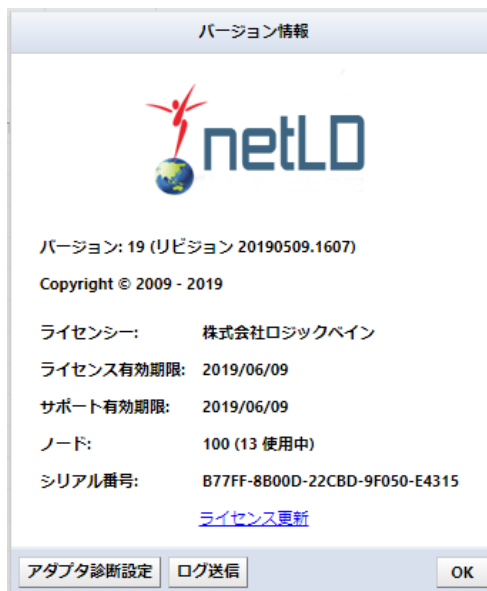 バージョン情報
netLD
バージョン: 19 (リビジョン 20190509.1607)
Copyright © 2009 - 2019
ライセンシー: 株式会社ロジックベイン
ライセンス有効期限: 2019/06/09
サポート有効期限: 2019/06/09
ノード: 100 (13 使用中)
シリアル番号: B77FF-8B00D-22CBD-9F050-E4315
ライセンス更新
アダプタ診断設定 ログ送信 OK